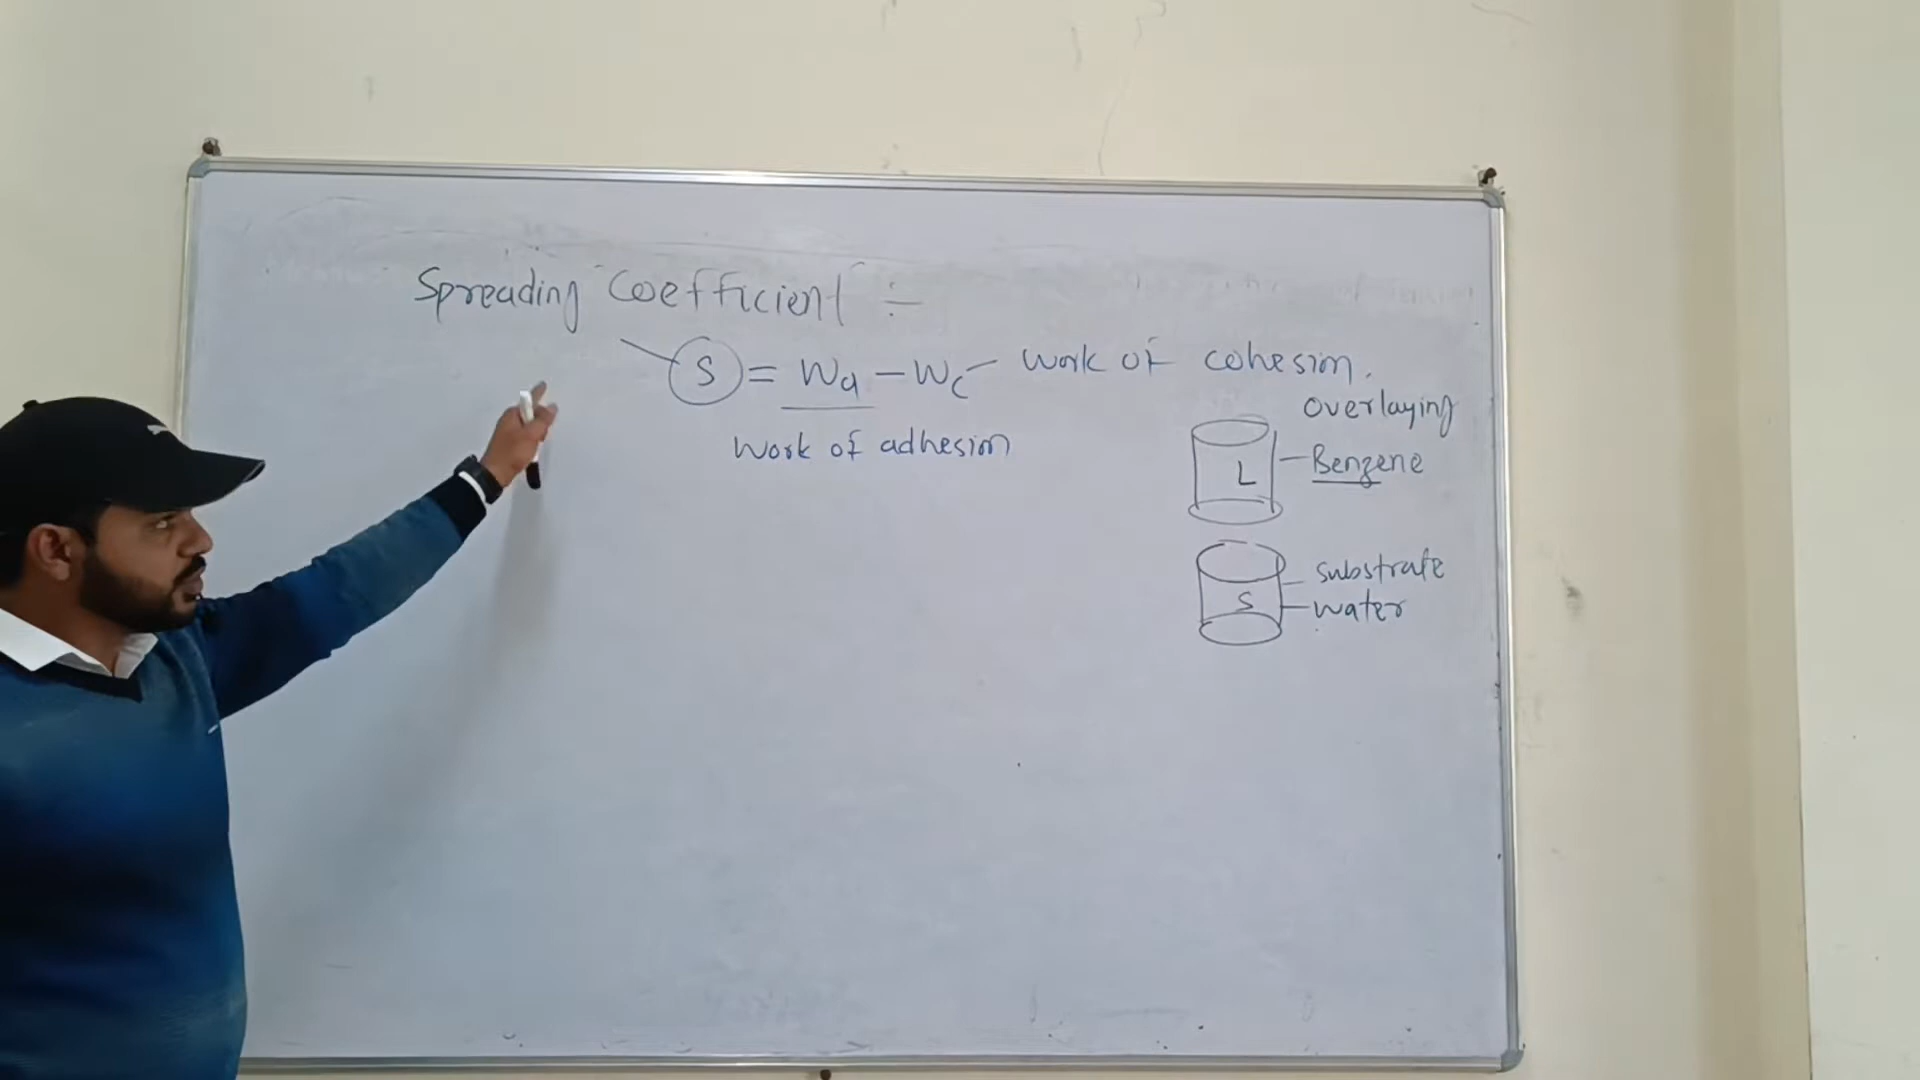 Spreading Coefficient :-
S = Wa - Wc - Work of cohesion.
Work of adhesion
overlaying
L - Benzene
substrate
S - water